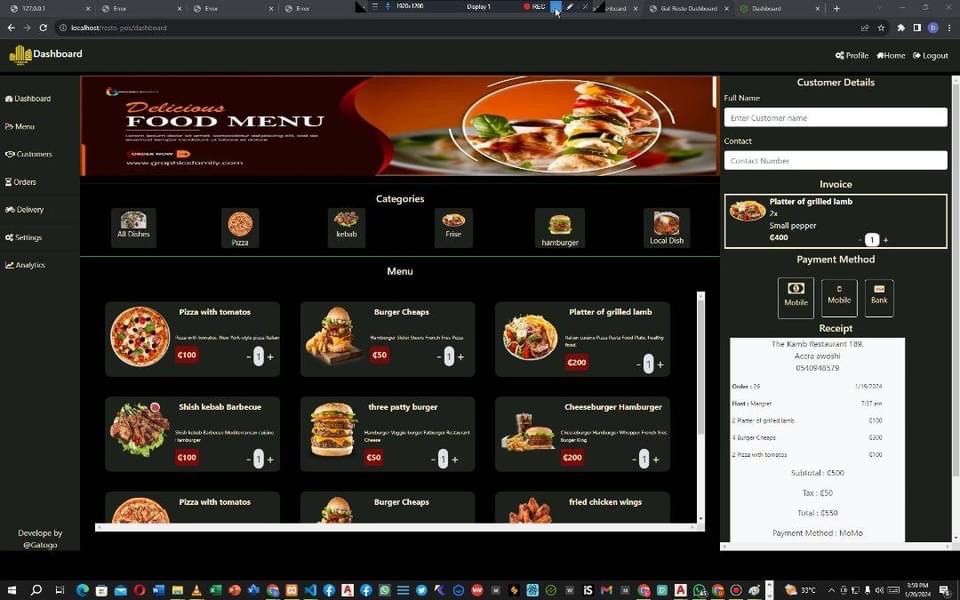 127.0.0.1
Error
Error
Error
1920x1200
Display 1
REC
Gat Resto Dashboard
Dashboard
localhost/resto-pos/dashboard
Dashboard
Profile
Home
Logout
Dashboard
Menu
Customers
Orders
Delivery
Settings
Analytics
Develope by
@Gatogo
Delicious
FOOD MENU
ORDER NOW
www.graphicsfamily.com
Categories
All Dishes
Pizza
kebab
Frise
hamburger
Local Dish
Menu
Pizza with tomatos
Pizza with tomatos, New York-style pizza Italian
₵100
- 1 +
Burger Cheaps
Hamburger Slider Sheers French fries Pizza
₵50
- 1 +
Platter of grilled lamb
Italian cuisine Pizza Pasta Food Plate, healthy
food,
₵200
- 1 +
Shish kebab Barbecue
Shish kebab Barbecue Mediterranean cuisine
Hamburger
₵100
- 1 +
three patty burger
Hamburger Veggie burger Fatburger Restaurant
Cheese
₵50
- 1 +
Cheeseburger Hamburger
Cheeseburger Hamburger Whopper French fries
Burger King
₵200
- 1 +
Pizza with tomatos
Burger Cheaps
fried chicken wings
Customer Details
Full Name
Enter Customer name
Contact
Contact Number
Invoice
Platter of grilled lamb
2x
Small pepper
₵400
- 1 +
Payment Method
Mobile
Mobile
Bank
Receipt
The Kamb Restaurant 189,
Accra awoshi
0540948579
Order : 26
1/19/2024
Host : Margret
7:37 am
2 Platter of grilled lamb
₵100
4 Burger Cheaps
₵300
2 Pizza with tomatos
₵100
Subtotal : ₵500
Tax : ₵50
Total : ₵550
Payment Method : MoMo
33°C
3:59 PM
1/20/2024